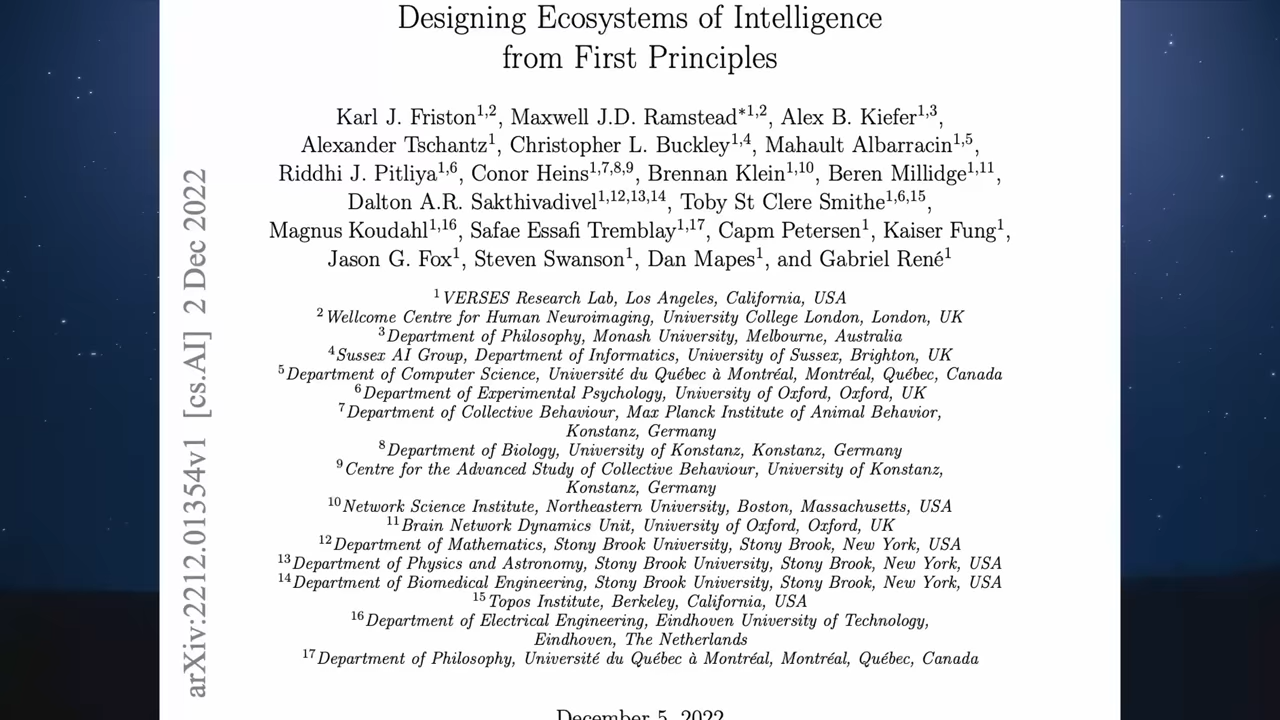 Designing Ecosystems of Intelligence
from First Principles
Karl J. Friston1,2, Maxwell J.D. Ramstead*1,2, Alex B. Kiefer1,3,
Alexander Tschantz1, Christopher L. Buckley1,4, Mahault Albarracin1,5,
Riddhi J. Pitliya1,6, Conor Heins1,7,8,9, Brennan Klein1,10, Beren Millidge1,11,
Dalton A.R. Sakthivadivel1,12,13,14, Toby St Clere Smithe1,6,15,
Magnus Koudahl1,16, Safae Essafi Tremblay1,17, Capm Petersen1, Kaiser Fung1,
Jason G. Fox1, Steven Swanson1, Dan Mapes1, and Gabriel René1
1VERSES Research Lab, Los Angeles, California, USA
2Wellcome Centre for Human Neuroimaging, University College London, London, UK
3Department of Philosophy, Monash University, Melbourne, Australia
4Sussex AI Group, Department of Informatics, University of Sussex, Brighton, UK
5Department of Computer Science, Université du Québec à Montréal, Montréal, Québec, Canada
6Department of Experimental Psychology, University of Oxford, Oxford, UK
7Department of Collective Behaviour, Max Planck Institute of Animal Behavior,
Konstanz, Germany
8Department of Biology, University of Konstanz, Konstanz, Germany
9Centre for the Advanced Study of Collective Behaviour, University of Konstanz,
Konstanz, Germany
10Network Science Institute, Northeastern University, Boston, Massachusetts, USA
11Brain Network Dynamics Unit, University of Oxford, Oxford, UK
12Department of Mathematics, Stony Brook University, Stony Brook, New York, USA
13Department of Physics and Astronomy, Stony Brook University, Stony Brook, New York, USA
14Department of Biomedical Engineering, Stony Brook University, Stony Brook, New York, USA
15Topos Institute, Berkeley, California, USA
16Department of Electrical Engineering, Eindhoven University of Technology,
Eindhoven, The Netherlands
17Department of Philosophy, Université du Québec à Montréal, Montréal, Québec, Canada
December 5, 2022
arXiv:2212.01354v1 [cs.AI] 2 Dec 2022